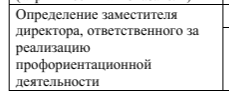 Определение заместителя
директора, ответственного за
реализацию
профориентационной
деятельности